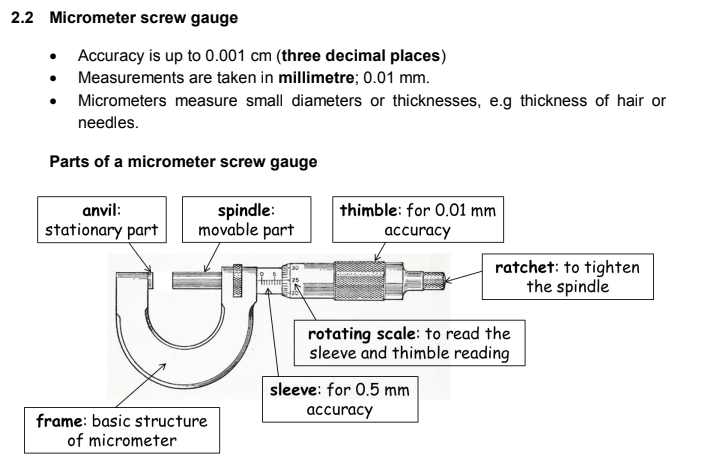 2.2 Micrometer screw gauge
• Accuracy is up to 0.001 cm (three decimal places)
• Measurements are taken in millimetre; 0.01 mm.
• Micrometers measure small diameters or thicknesses, e.g thickness of hair or
needles.
Parts of a micrometer screw gauge
anvil:
stationary part
spindle:
movable part
thimble: for 0.01 mm
accuracy
ratchet: to tighten
the spindle
0 5
30
25
20
rotating scale: to read the
sleeve and thimble reading
sleeve: for 0.5 mm
accuracy
frame: basic structure
of micrometer